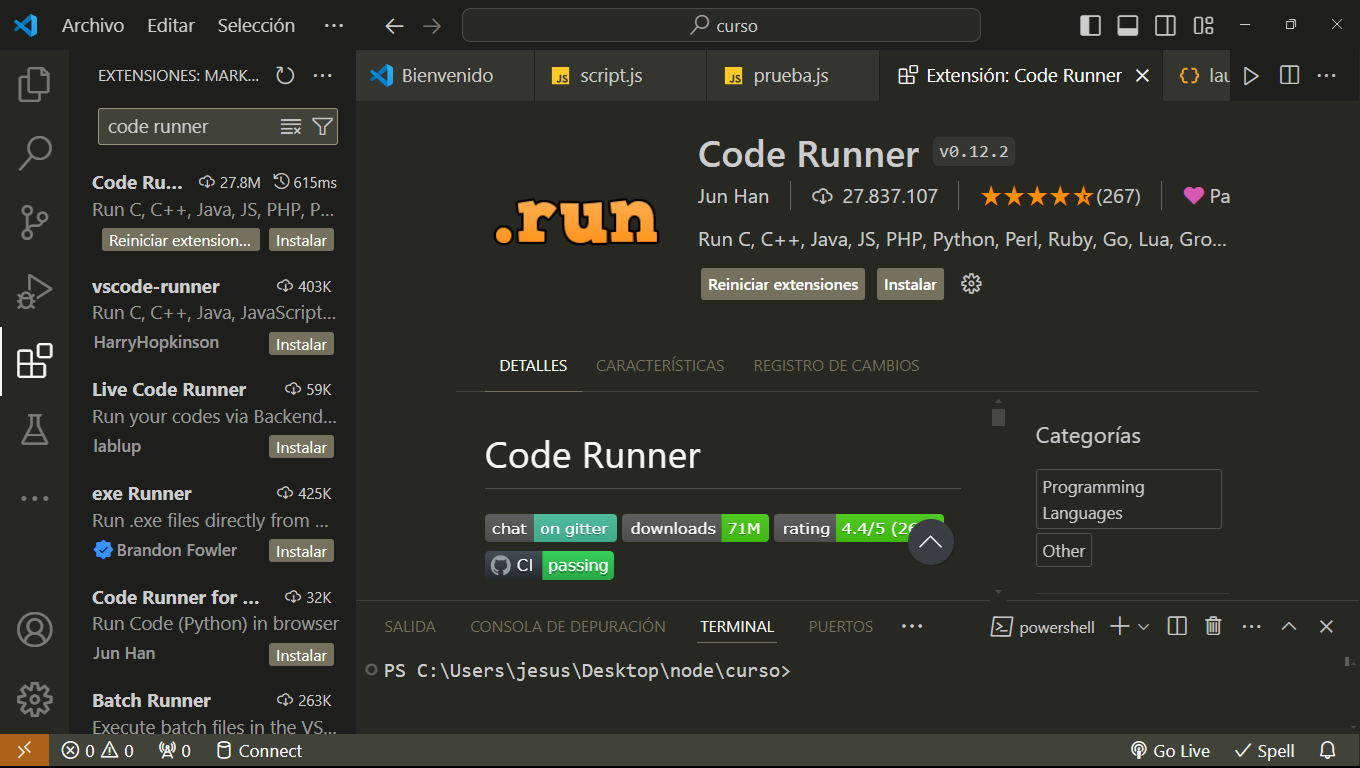 Archivo Editar Selección ···
curso
EXTENSIONES: MARK... ···
code runner
Code Ru... 27.8M 615ms
Run C, C++, Java, JS, PHP, P...
Reiniciar extension... Instalar
vscode-runner 403K
Run C, C++, Java, JavaScript...
HarryHopkinson Instalar
Live Code Runner 59K
Run your codes via Backend...
lablup Instalar
exe Runner 425K
Run .exe files directly from ...
Brandon Fowler Instalar
Code Runner for ... 32K
Run Code (Python) in browser
Jun Han Instalar
Batch Runner 263K
Execute batch files in the VS...
Bienvenido JS script.js JS prueba.js Extensión: Code Runner {} lau
.run
Code Runner v0.12.2
Jun Han 27.837.107 (267) Pa
Run C, C++, Java, JS, PHP, Python, Perl, Ruby, Go, Lua, Gro...
Reiniciar extensiones Instalar
DETALLES CARACTERÍSTICAS REGISTRO DE CAMBIOS
Code Runner
chat on gitter downloads 71M rating 4.4/5 (26
CI passing
Categorías
Programming
Languages
Other
SALIDA CONSOLA DE DEPURACIÓN TERMINAL PUERTOS ··· powershell
PS C:\Users\jesus\Desktop\node\curso>
0 0 0 Connect Go Live Spell